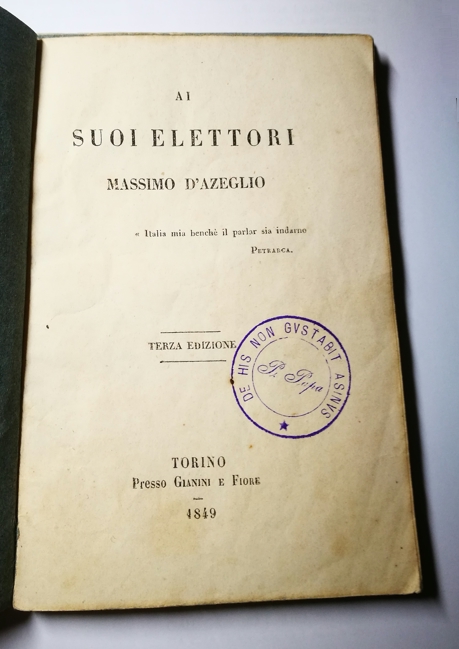 AI
SUOI ELETTORI
MASSIMO D'AZEGLIO
« Italia mia benchè il parlar sia indarno
PETRARCA.
TERZA EDIZIONE
DE HIS NON GVSTABIT ASINVS
P. Papa
TORINO
Presso GIANINI E FIORE
1849